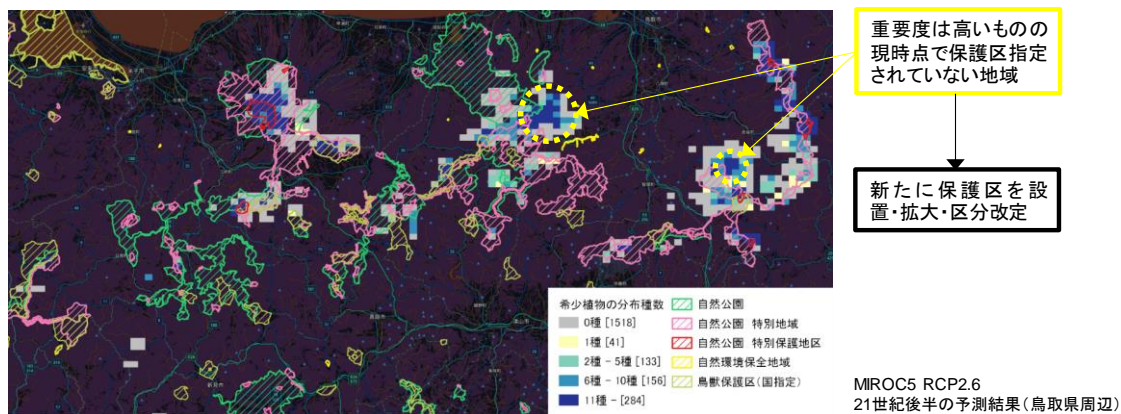 重要度は高いものの
現時点で保護区指定
されていない地域
新たに保護区を設
置・拡大・区分改定
希少植物の分布種数
0種 [1518]
1種 [41]
2種 - 5種 [133]
6種 - 10種 [156]
11種 - [284]
自然公園
自然公園 特別地域
自然公園 特別保護地区
自然環境保全地域
鳥獣保護区(国指定)
MIROC5 RCP2.6
21世紀後半の予測結果(鳥取県周辺)